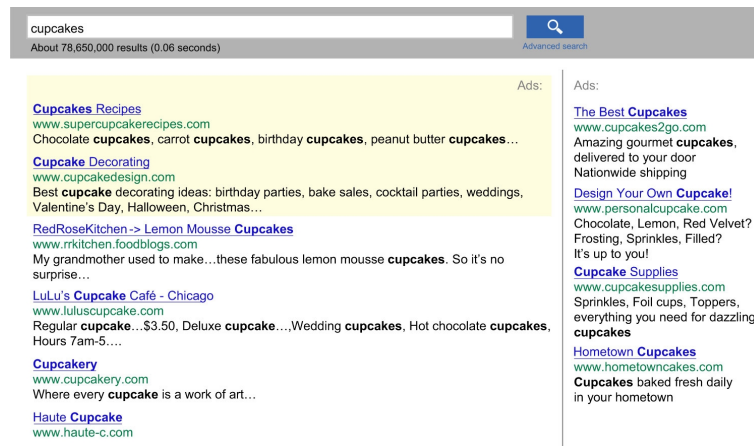 cupcakes
About 78,650,000 results (0.06 seconds)
Advanced search
Ads:
Cupcakes Recipes
www.supercupcakerecipes.com
Chocolate cupcakes, carrot cupcakes, birthday cupcakes, peanut butter cupcakes…
Cupcake Decorating
www.cupcakedesign.com
Best cupcake decorating ideas: birthday parties, bake sales, cocktail parties, weddings,
Valentine’s Day, Halloween, Christmas…
RedRoseKitchen -> Lemon Mousse Cupcakes
www.rrkitchen.foodblogs.com
My grandmother used to make…these fabulous lemon mousse cupcakes. So it’s no
surprise…
LuLu’s Cupcake Café - Chicago
www.luluscupcake.com
Regular cupcake…$3.50, Deluxe cupcake…,Wedding cupcakes, Hot chocolate cupcakes,
Hours 7am-5….
Cupcakery
www.cupcakery.com
Where every cupcake is a work of art…
Haute Cupcake
www.haute-c.com
Ads:
The Best Cupcakes
www.cupcakes2go.com
Amazing gourmet cupcakes,
delivered to your door
Nationwide shipping
Design Your Own Cupcake!
www.personalcupcake.com
Chocolate, Lemon, Red Velvet?
Frosting, Sprinkles, Filled?
It’s up to you!
Cupcake Supplies
www.cupcakesupplies.com
Sprinkles, Foil cups, Toppers,
everything you need for dazzling
cupcakes
Hometown Cupcakes
www.hometowncakes.com
Cupcakes baked fresh daily
in your hometown